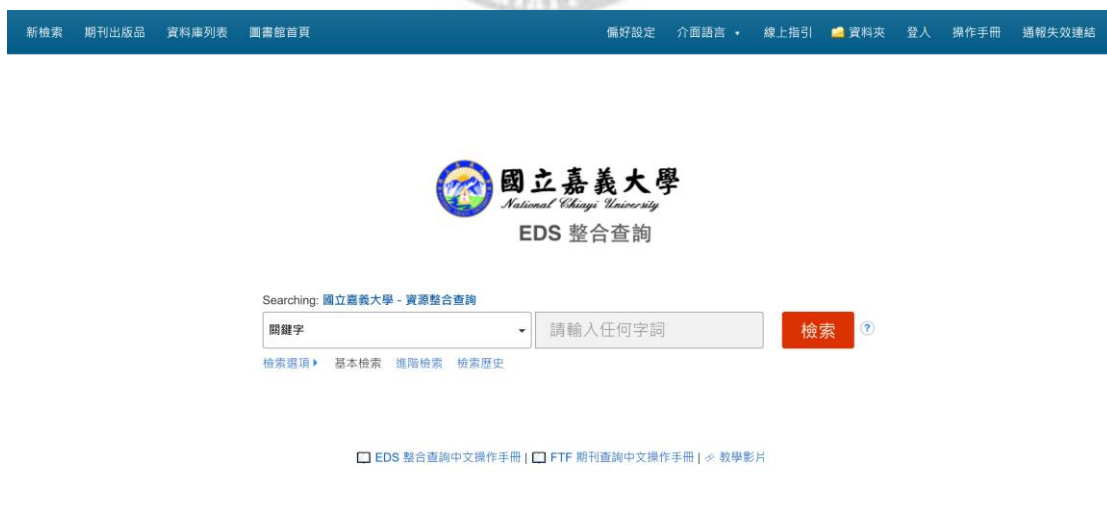 新檢索 期刊出版品 資料庫列表 圖書館首頁 偏好設定 介面語言 線上指引 資料夾 登入 操作手冊 通報失效連結
國立嘉義大學
National Chiayi University
EDS 整合查詢
Searching: 國立嘉義大學 - 資源整合查詢
關鍵字 請輸入任何字詞 檢索 ?
檢索選項 基本檢索 進階檢索 檢索歷史
EDS 整合查詢中文操作手冊 | FTF 期刊查詢中文操作手冊 | 教學影片